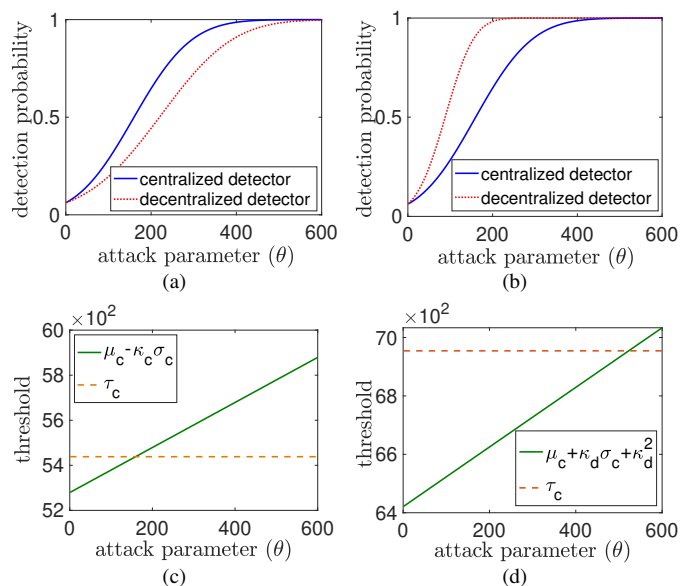 1
0.5
0
detection probability
centralized detector
decentralized detector
0 200 400 600
attack parameter (θ)
(a)
1
0.5
0
detection probability
centralized detector
decentralized detector
0 200 400 600
attack parameter (θ)
(b)
×10²
60
58
56
54
52
threshold
μc-κcσc
τc
0 200 400 600
attack parameter (θ)
(c)
×10²
70
68
66
64
threshold
μc+κdσc+κd²
τc
0 200 400 600
attack parameter (θ)
(d)